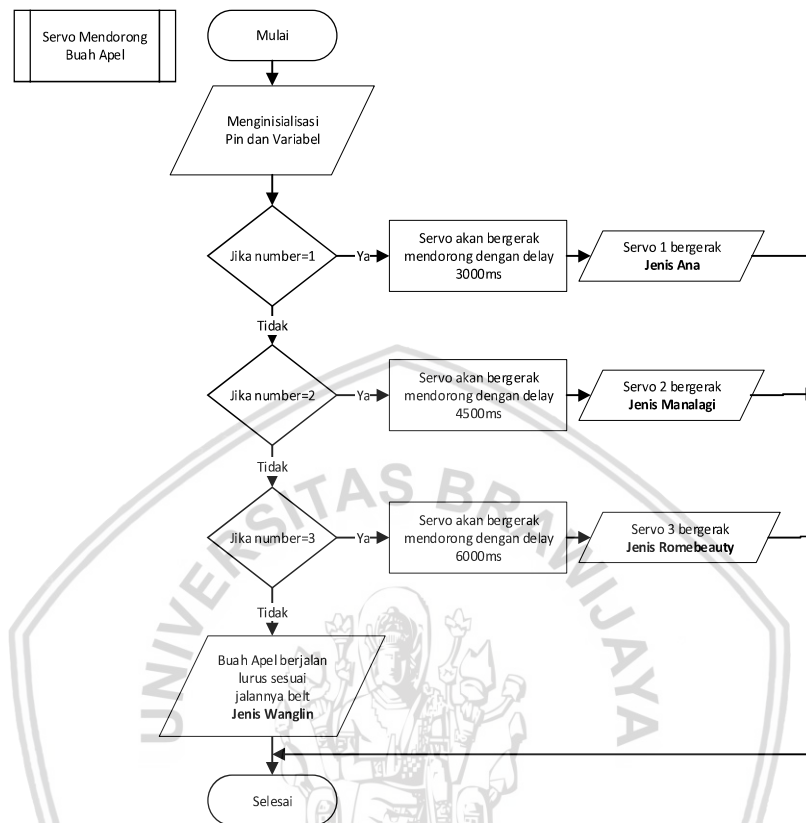 Servo Mendorong
Buah Apel
Mulai
Menginisialisasi
Pin dan Variabel
Jika number=1
Ya
Servo akan bergerak
mendorong dengan delay
3000ms
Servo 1 bergerak
Jenis Ana
Tidak
Jika number=2
Ya
Servo akan bergerak
mendorong dengan delay
4500ms
Servo 2 bergerak
Jenis Manalagi
Tidak
Jika number=3
Ya
Servo akan bergerak
mendorong dengan delay
6000ms
Servo 3 bergerak
Jenis Romebeauty
Tidak
Buah Apel berjalan
lurus sesuai
jalannya belt
Jenis Wanglin
Selesai
UNIVERSITAS BRAWIJAYA